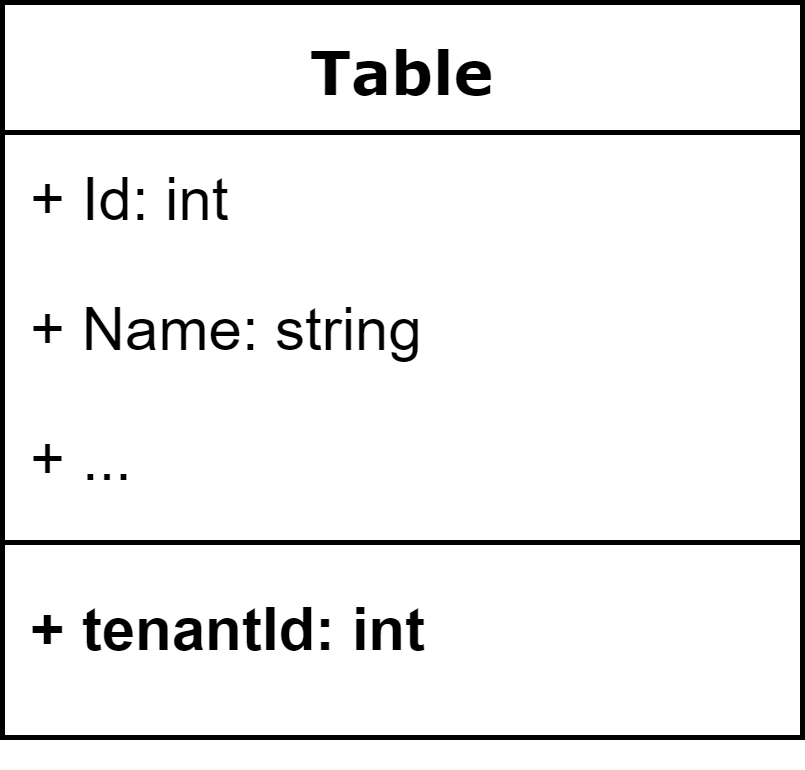 Table
+ Id: int
+ Name: string
+ ...
+ tenantId: int